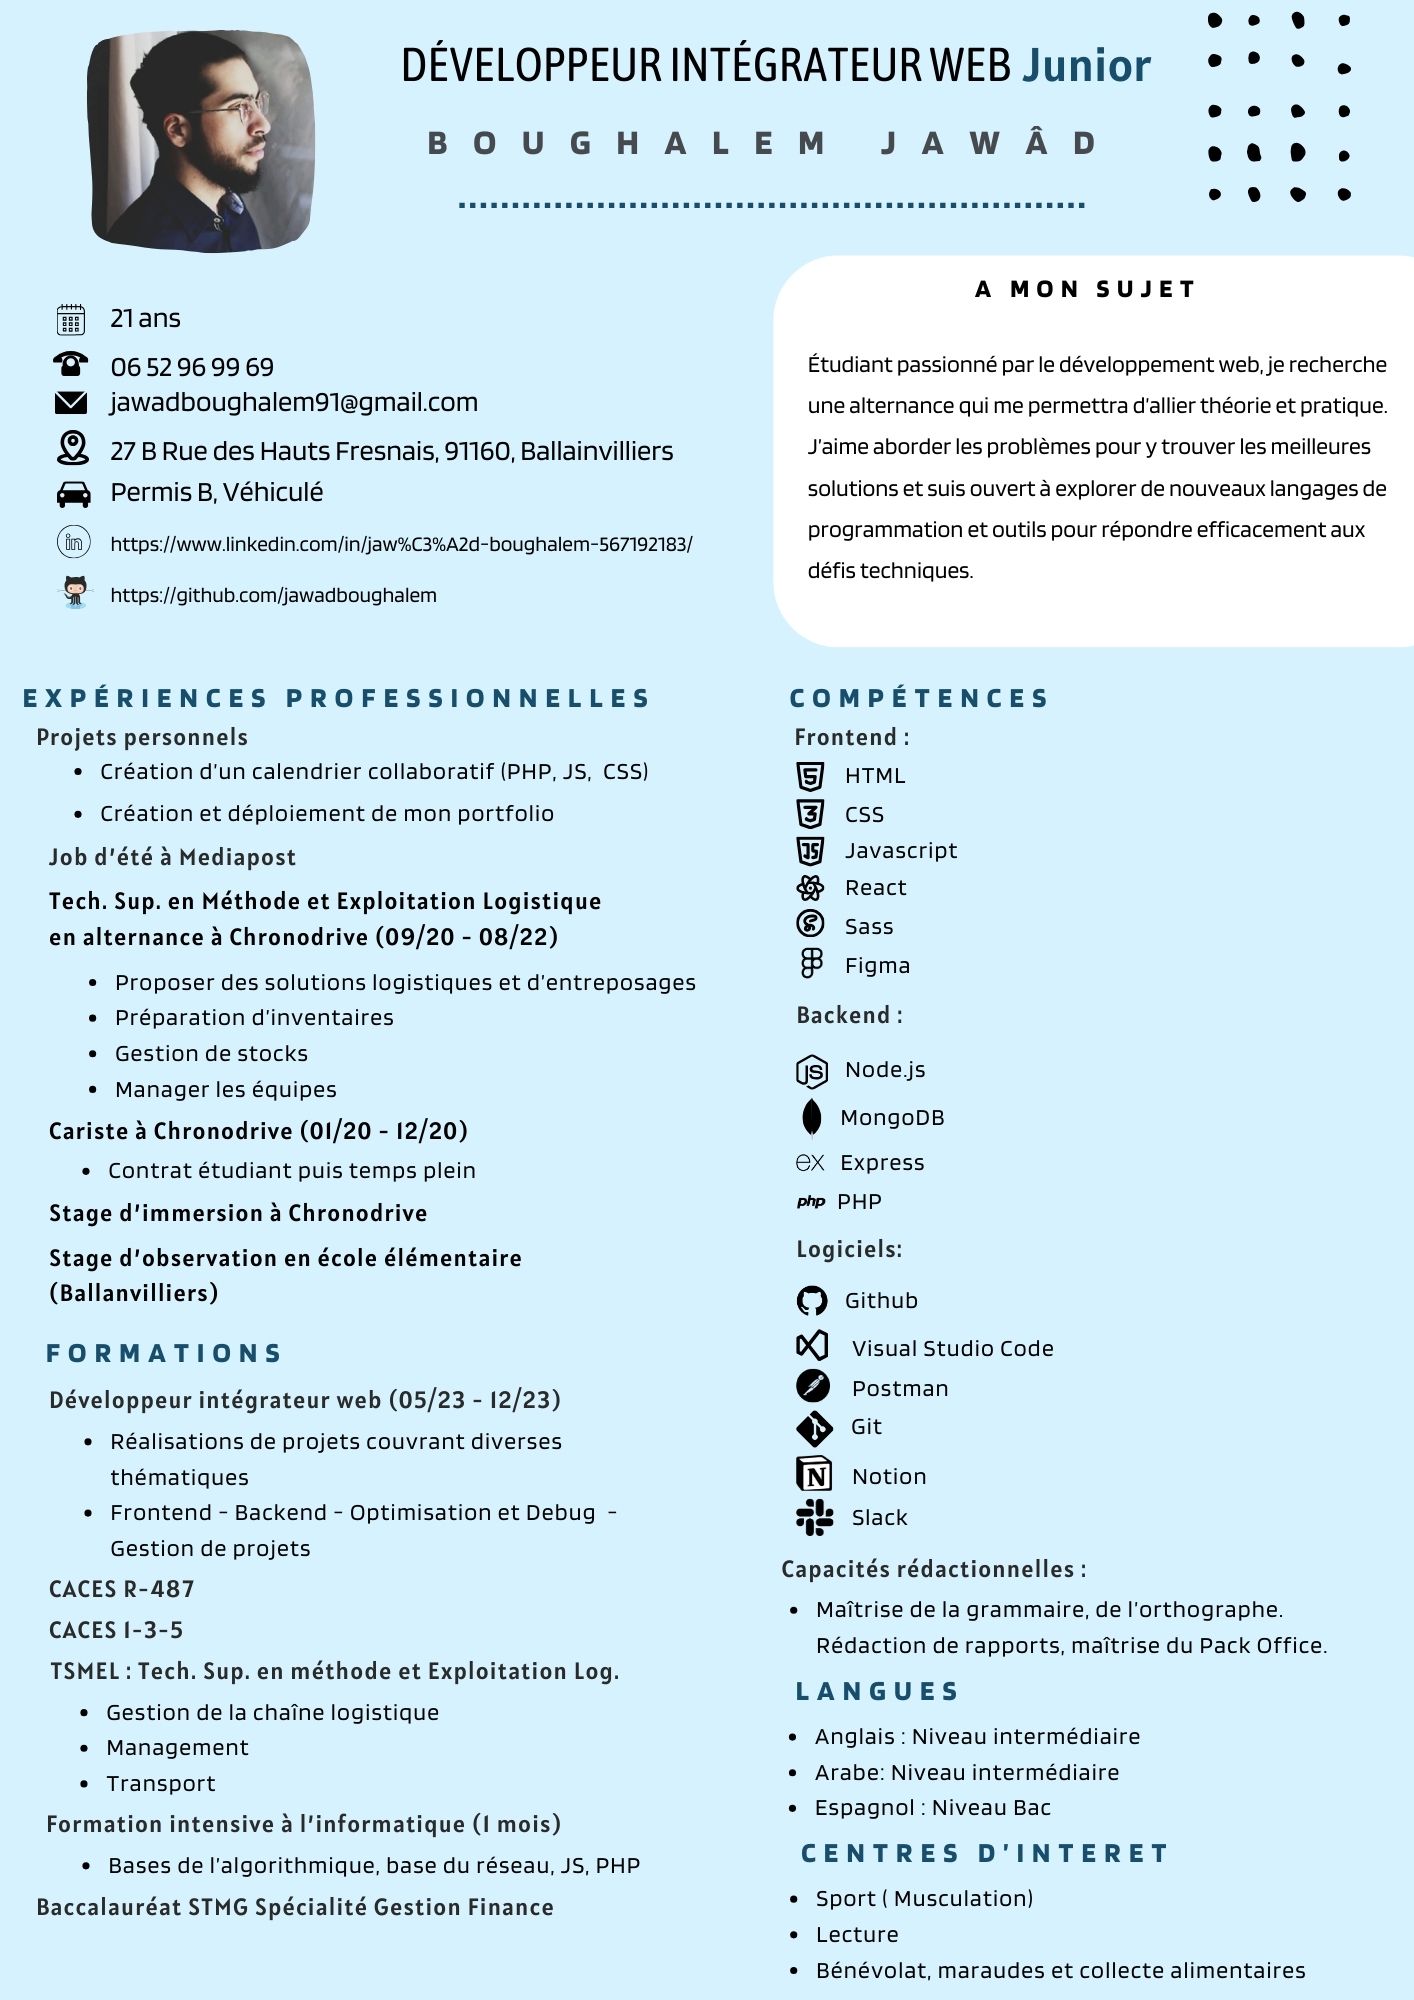 DÉVELOPPEUR INTÉGRATEUR WEB Junior
BOUGHALEM JAWÂD
21 ans
06 52 96 99 69
jawadboughalem91@gmail.com
27 B Rue des Hauts Fresnais, 91160, Ballainvilliers
Permis B, Véhiculé
https://www.linkedin.com/in/jaw%C3%A2d-boughalem-567192183/
https://github.com/jawadboughalem
A MON SUJET
Étudiant passionné par le développement web, je recherche
une alternance qui me permettra d'allier théorie et pratique.
J'aime aborder les problèmes pour y trouver les meilleures
solutions et suis ouvert à explorer de nouveaux langages de
programmation et outils pour répondre efficacement aux
défis techniques.
EXPÉRIENCES PROFESSIONNELLES
Projets personnels
• Création d'un calendrier collaboratif (PHP, JS, CSS)
• Création et déploiement de mon portfolio
Job d'été à Mediapost
Tech. Sup. en Méthode et Exploitation Logistique
en alternance à Chronodrive (09/20 - 08/22)
• Proposer des solutions logistiques et d'entreposages
• Préparation d'inventaires
• Gestion de stocks
• Manager les équipes
Cariste à Chronodrive (01/20 - 12/20)
• Contrat étudiant puis temps plein
Stage d'immersion à Chronodrive
Stage d'observation en école élémentaire
(Ballanvilliers)
FORMATIONS
Développeur intégrateur web (05/23 - 12/23)
• Réalisations de projets couvrant diverses
thématiques
• Frontend - Backend - Optimisation et Debug -
Gestion de projets
CACES R-487
CACES 1-3-5
TSMEL : Tech. Sup. en méthode et Exploitation Log.
• Gestion de la chaîne logistique
• Management
• Transport
Formation intensive à l'informatique (1 mois)
• Bases de l'algorithmique, base du réseau, JS, PHP
Baccalauréat STMG Spécialité Gestion Finance
COMPÉTENCES
Frontend :
HTML
CSS
Javascript
React
Sass
Figma
Backend :
Node.js
MongoDB
ex Express
php PHP
Logiciels:
Github
Visual Studio Code
Postman
Git
Notion
Slack
Capacités rédactionnelles :
• Maîtrise de la grammaire, de l'orthographe.
Rédaction de rapports, maîtrise du Pack Office.
LANGUES
• Anglais : Niveau intermédiaire
• Arabe: Niveau intermédiaire
• Espagnol : Niveau Bac
CENTRES D'INTERET
• Sport ( Musculation)
• Lecture
• Bénévolat, maraudes et collecte alimentaires